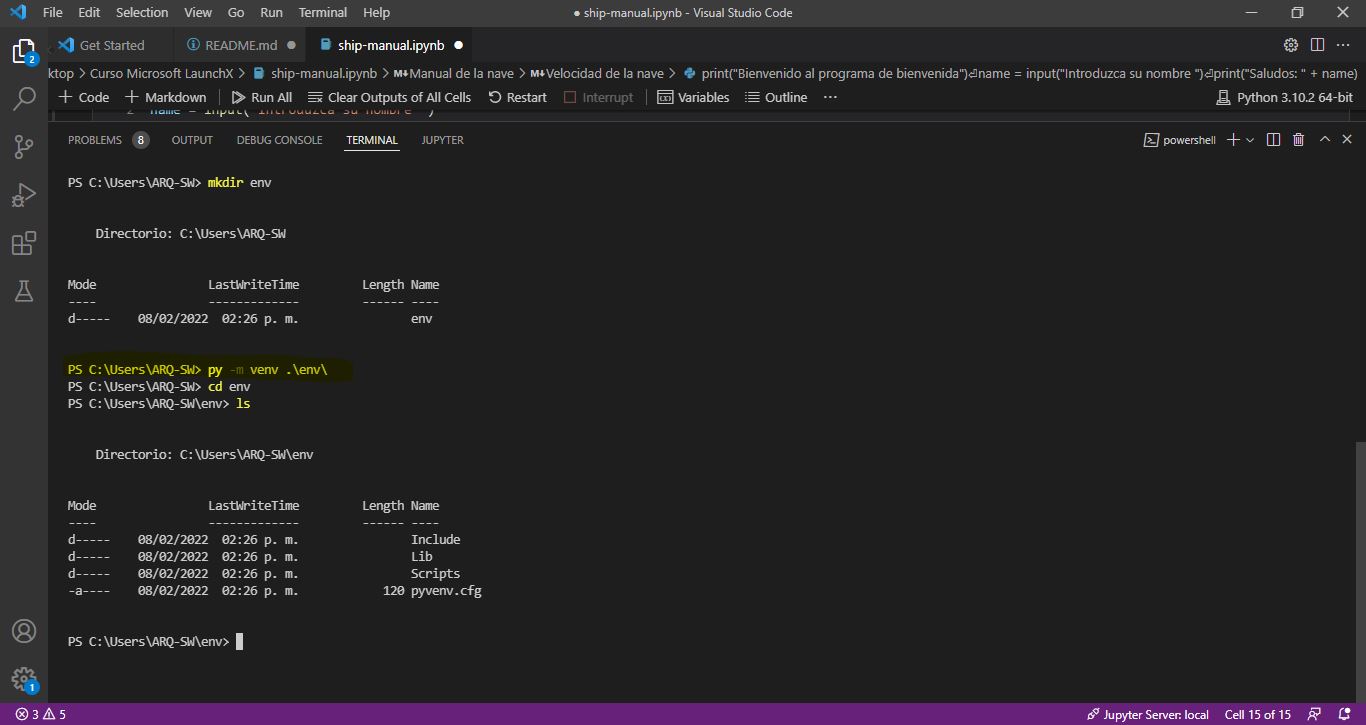 File Edit Selection View Go Run Terminal Help ● ship-manual.ipynb - Visual Studio Code
Get Started README.md ship-manual.ipynb
ktop > Curso Microsoft LaunchX > ship-manual.ipynb > M↓Manual de la nave > M↓Velocidad de la nave > print("Bienvenido al programa de bienvenida")⏎name = input("Introduzca su nombre ")⏎print("Saludos: " + name)
+ Code + Markdown Run All Clear Outputs of All Cells Restart Interrupt Variables Outline ··· Python 3.10.2 64-bit
2 name = input("Introduzca su nombre ")
PROBLEMS 8 OUTPUT DEBUG CONSOLE TERMINAL JUPYTER powershell
PS C:\Users\ARQ-SW> mkdir env
Directorio: C:\Users\ARQ-SW
Mode LastWriteTime Length Name
---- ------------- ------ ----
d----- 08/02/2022 02:26 p. m. env
PS C:\Users\ARQ-SW> py -m venv .\env\
PS C:\Users\ARQ-SW> cd env
PS C:\Users\ARQ-SW\env> ls
Directorio: C:\Users\ARQ-SW\env
Mode LastWriteTime Length Name
---- ------------- ------ ----
d----- 08/02/2022 02:26 p. m. Include
d----- 08/02/2022 02:26 p. m. Lib
d----- 08/02/2022 02:26 p. m. Scripts
-a---- 08/02/2022 02:26 p. m. 120 pyvenv.cfg
PS C:\Users\ARQ-SW\env>
2
1
3 5 Jupyter Server: local Cell 15 of 15